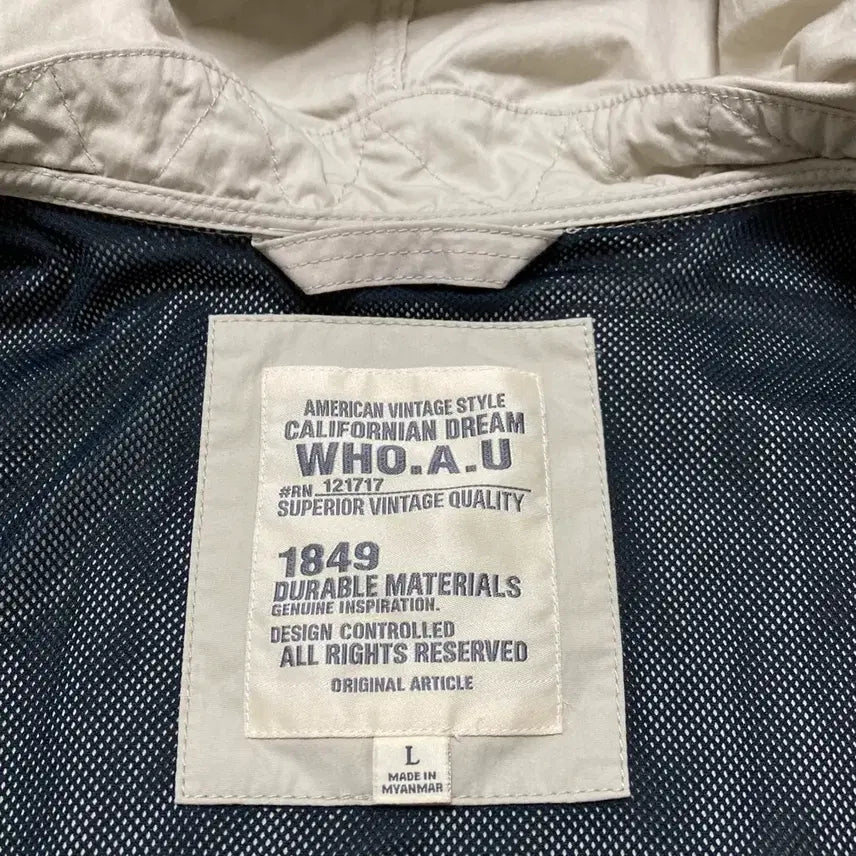 AMERICAN VINTAGE STYLE
CALIFORNIAN DREAM
WHO.A.U
#RN 121717
SUPERIOR VINTAGE QUALITY
1849
DURABLE MATERIALS
GENUINE INSPIRATION.
DESIGN CONTROLLED
ALL RIGHTS RESERVED
ORIGINAL ARTICLE
L
MADE IN
MYANMAR